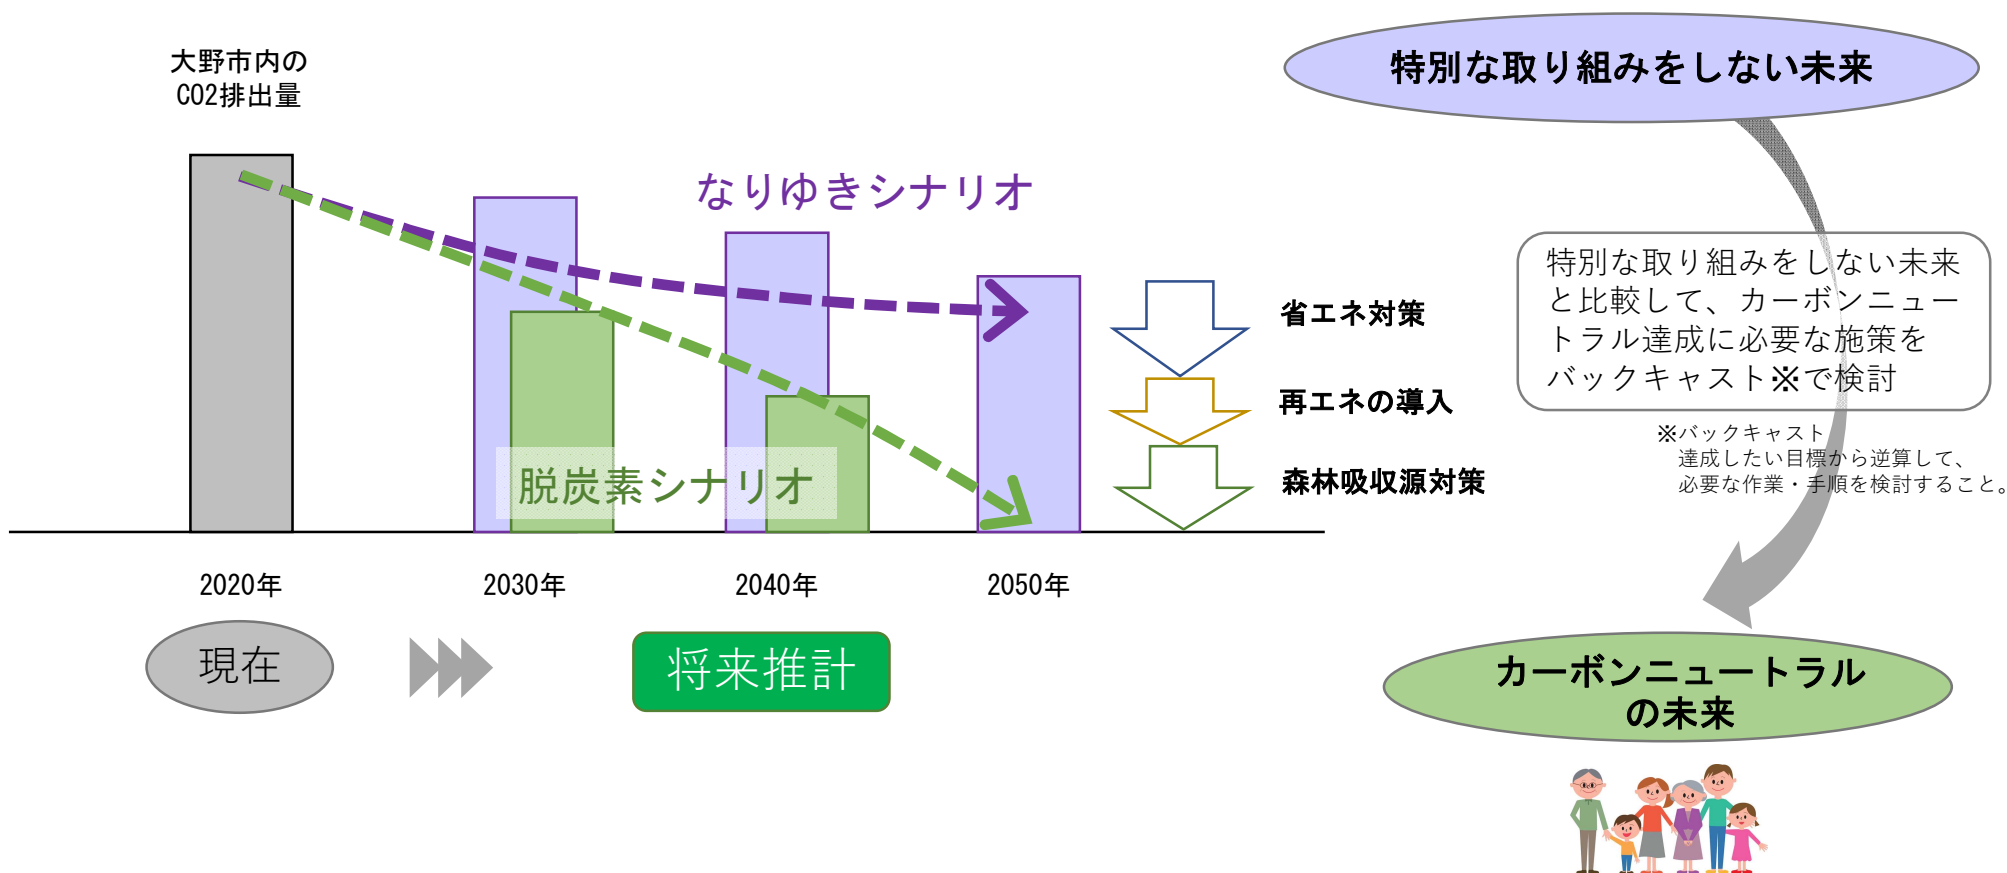 大野市内の
CO2排出量
なりゆきシナリオ
脱炭素シナリオ
省エネ対策
再エネの導入
森林吸収源対策
2020年
2030年
2040年
2050年
現在
将来推計
特別な取り組みをしない未来
特別な取り組みをしない未来
と比較して、カーボンニュー
トラル達成に必要な施策を
バックキャスト※で検討
※バックキャスト
達成したい目標から逆算して、
必要な作業・手順を検討すること。
カーボンニュートラル
の未来